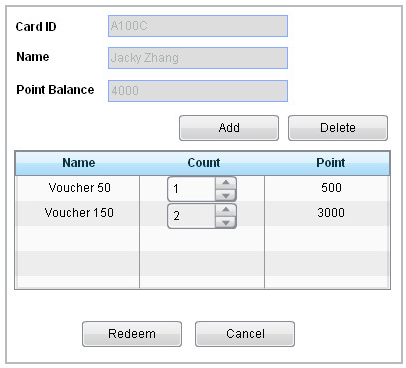 Card ID A100C
Name Jacky Zhang
Point Balance 4000
Add Delete
Name Count Point
Voucher 50 1 500
Voucher 150 2 3000
Redeem Cancel